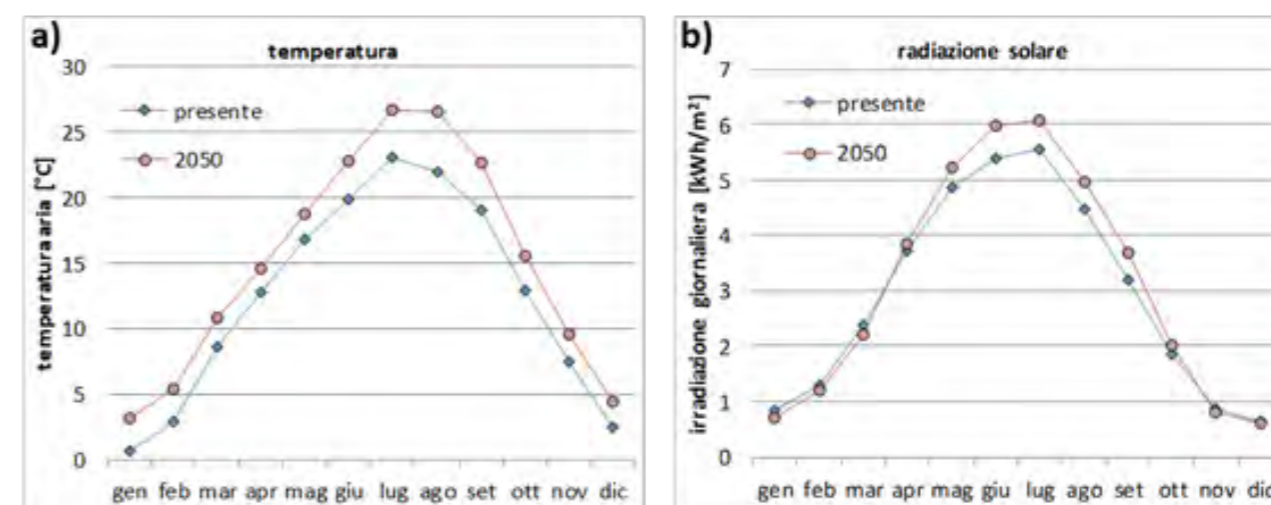 a)
temperatura
30
25
20
15
10
5
0
temperatura aria [°C]
presente
2050
gen feb mar apr mag giu lug ago set ott nov dic
b)
radiazione solare
7
6
5
4
3
2
1
0
irradiazione giornaliera [kWh/m²]
presente
2050
gen feb mar apr mag giu lug ago set ott nov dic